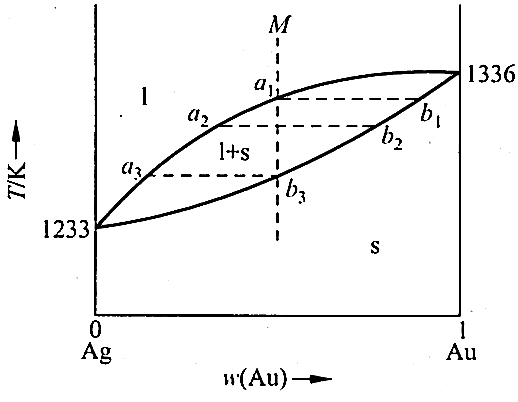 M
1336
l
a₁
a₂
b₁
b₂
l+s
a₃
b₃
T/K
1233
s
0
1
Ag
Au
w(Au)